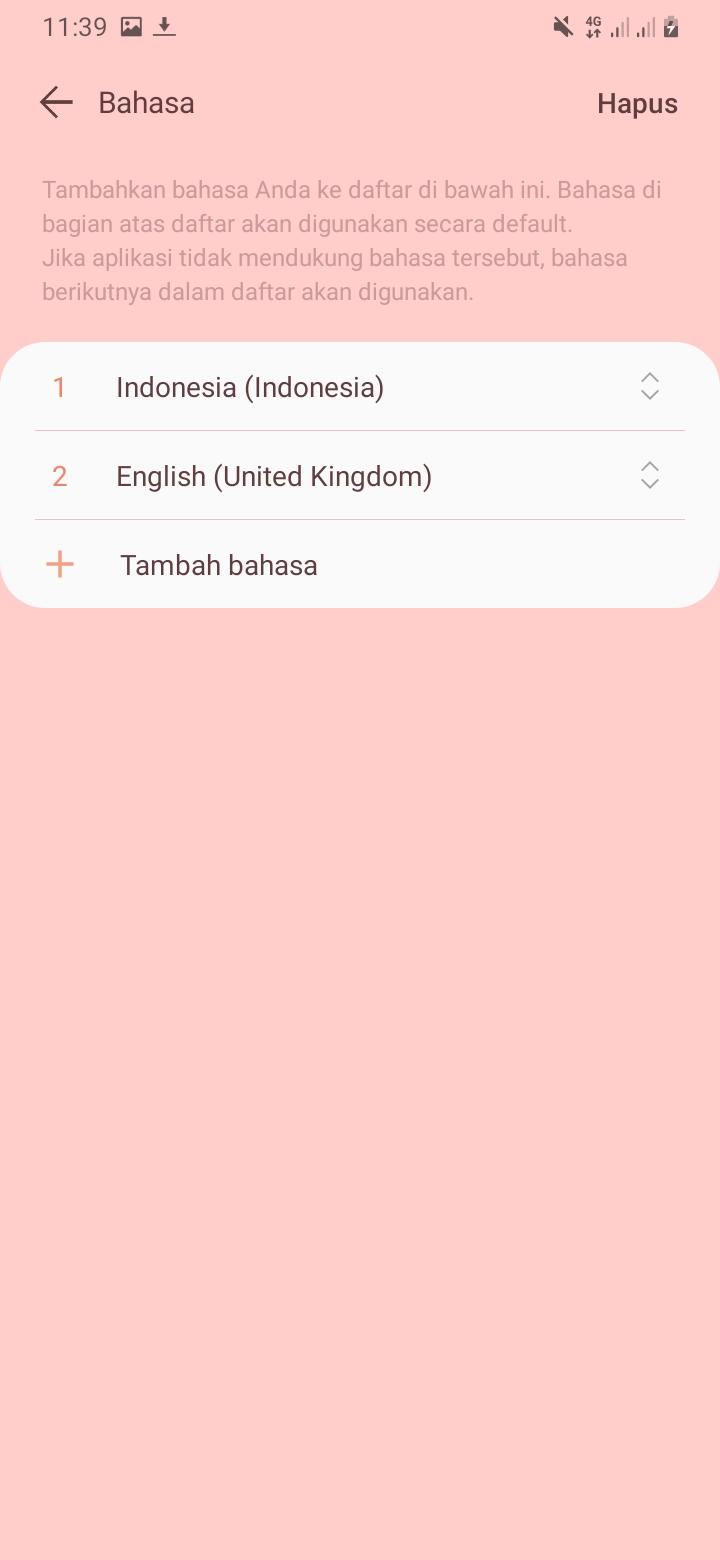 11:39
4G
Bahasa
Hapus
Tambahkan bahasa Anda ke daftar di bawah ini. Bahasa di
bagian atas daftar akan digunakan secara default.
Jika aplikasi tidak mendukung bahasa tersebut, bahasa
berikutnya dalam daftar akan digunakan.
1 Indonesia (Indonesia)
2 English (United Kingdom)
Tambah bahasa